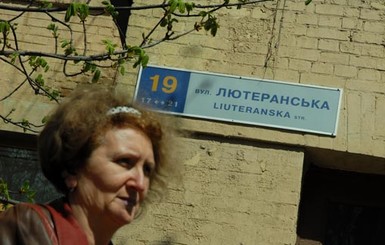 19
17 ↔ 21
вул. ЛЮТЕРАНСЬКА
LIUTERANSKA STR.